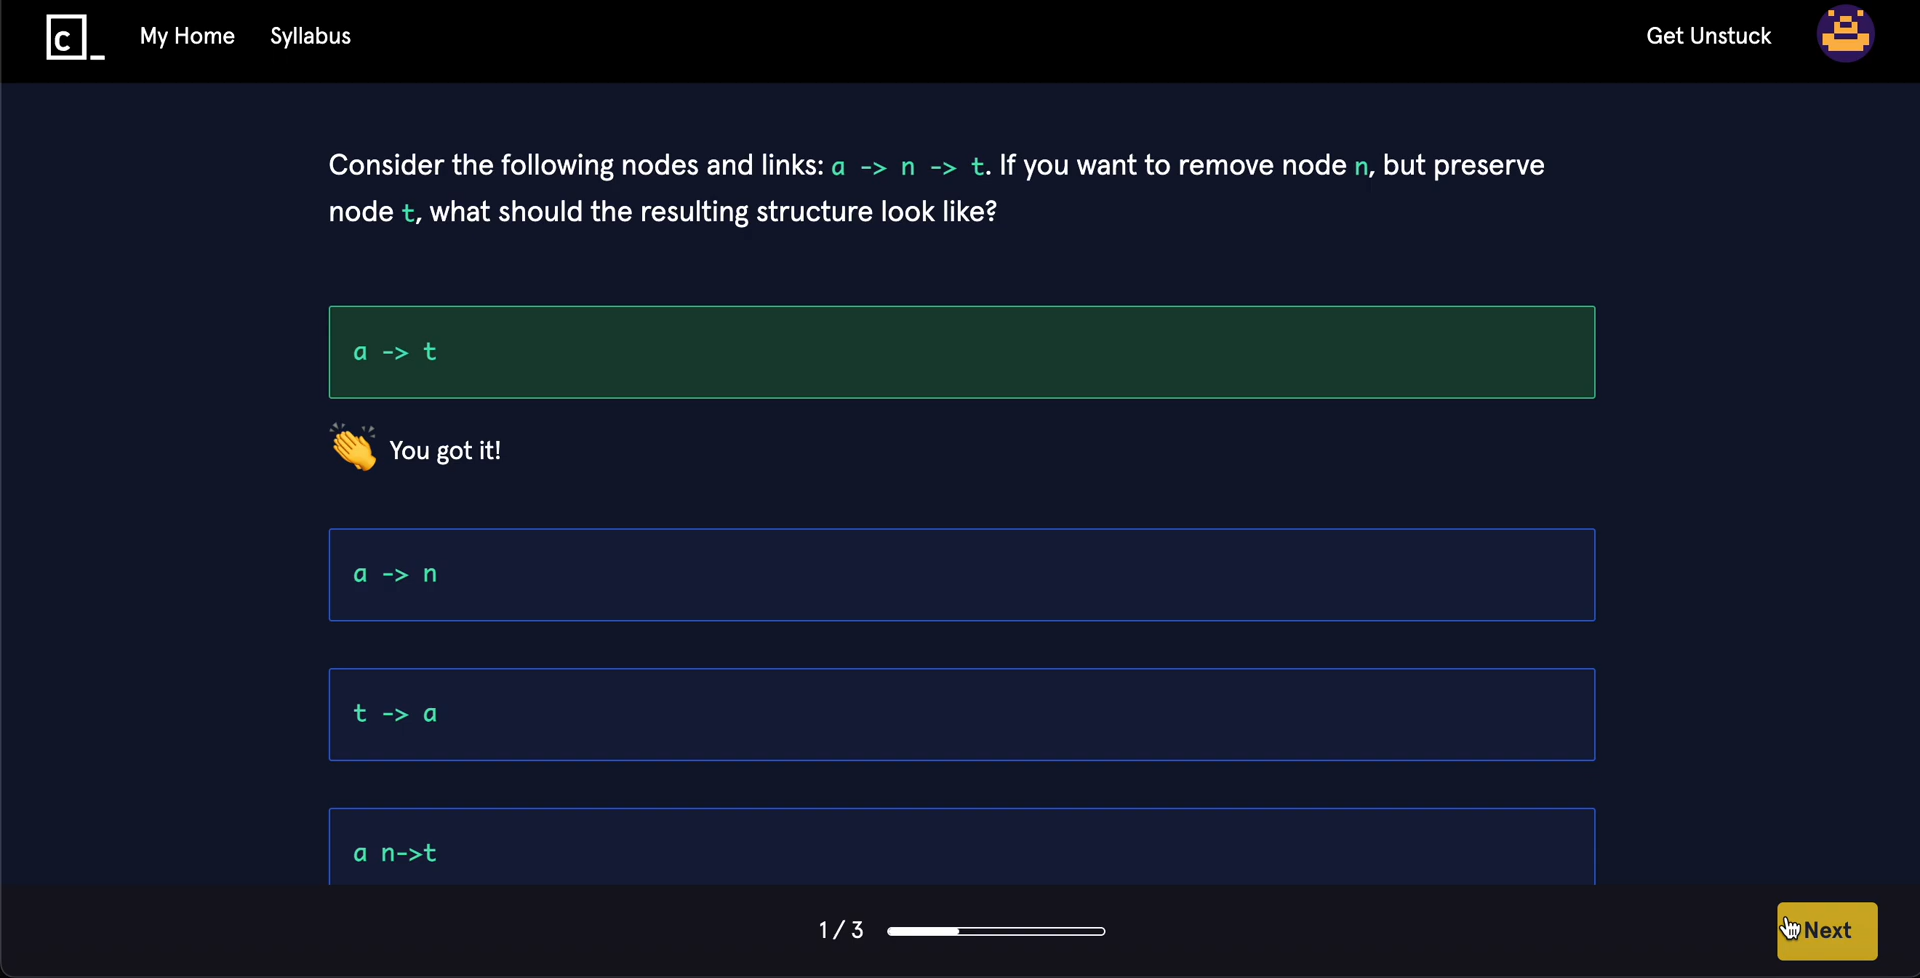 c_ My Home Syllabus Get Unstuck
Consider the following nodes and links: a -> n -> t. If you want to remove node n, but preserve
node t, what should the resulting structure look like?
a -> t
You got it!
a -> n
t -> a
a n->t
1 / 3 Next